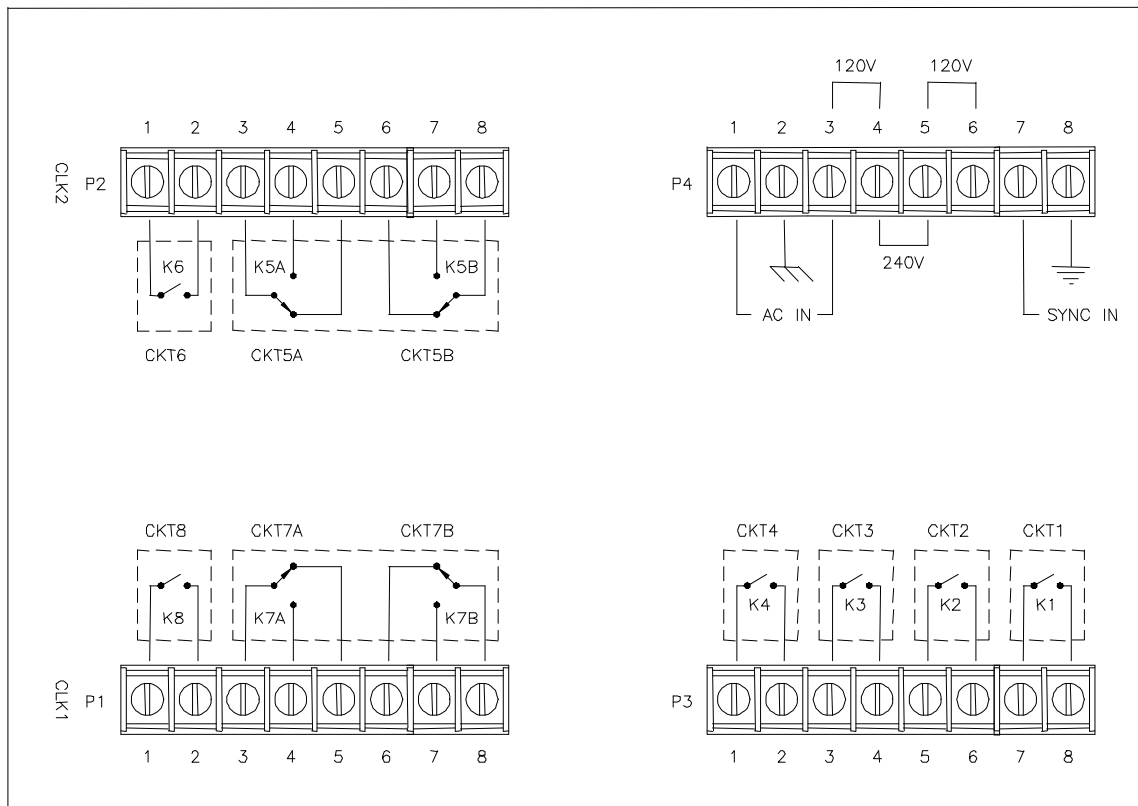 120V 120V
1 2 3 4 5 6 7 8
1 2 3 4 5 6 7 8
CLK2
P2
P4
K6 K5A K5B
240V
AC IN
SYNC IN
CKT6 CKT5A CKT5B
CKT8 CKT7A CKT7B
CKT4 CKT3 CKT2 CKT1
K8 K7A K7B
K4 K3 K2 K1
CLK1
P1
P3
1 2 3 4 5 6 7 8
1 2 3 4 5 6 7 8